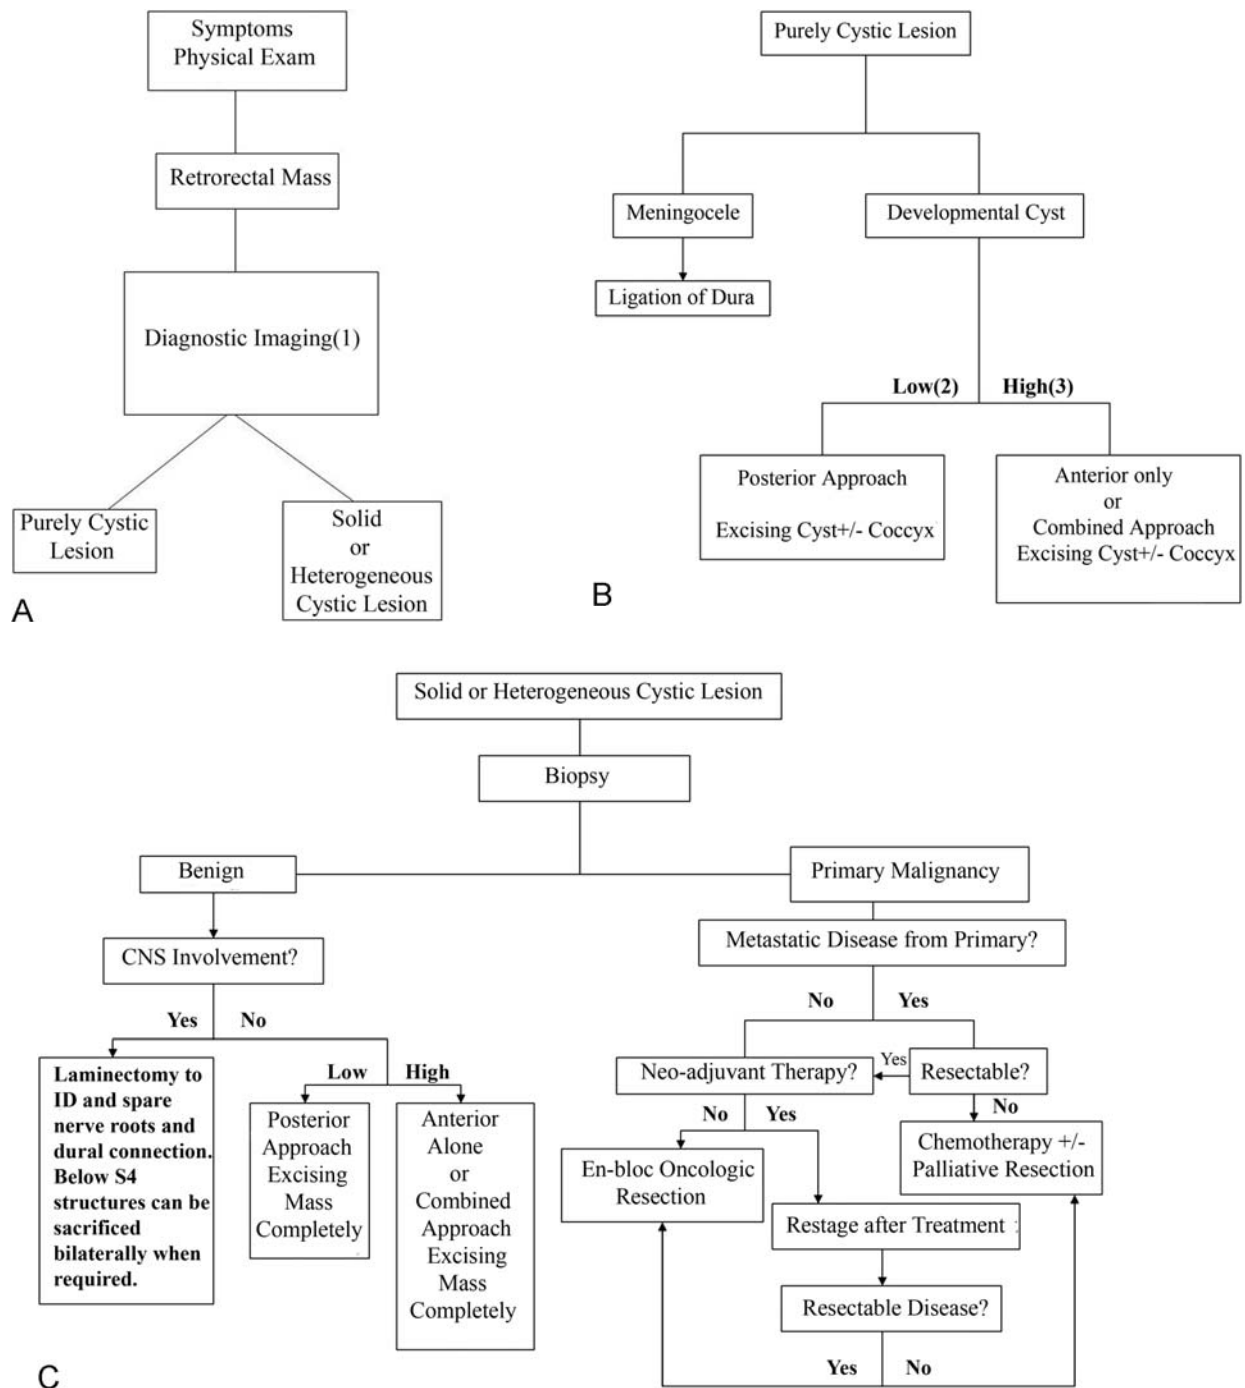 Symptoms
Physical Exam
Retrorectal Mass
Diagnostic Imaging(1)
Purely Cystic
Lesion
Solid
or
Heterogeneous
Cystic Lesion
A
Purely Cystic Lesion
Meningocele
Developmental Cyst
Ligation of Dura
Low(2)
High(3)
Posterior Approach
Excising Cyst+/- Coccyx
Anterior only
or
Combined Approach
Excising Cyst+/- Coccyx
B
Solid or Heterogeneous Cystic Lesion
Biopsy
Benign
Primary Malignancy
CNS Involvement?
Metastatic Disease from Primary?
Yes
No
Laminectomy to
ID and spare
nerve roots and
dural connection.
Below S4
structures can be
sacrificed
bilaterally when
required.
Low
High
Posterior
Approach
Excising
Mass
Completely
Anterior
Alone
or
Combined
Approach
Excising
Mass
Completely
No
Yes
Neo-adjuvant Therapy?
Yes
Resectable?
No
Yes
No
En-bloc Oncologic
Resection
Chemotherapy +/-
Palliative Resection
Restage after Treatment :
Resectable Disease?
Yes
No
C